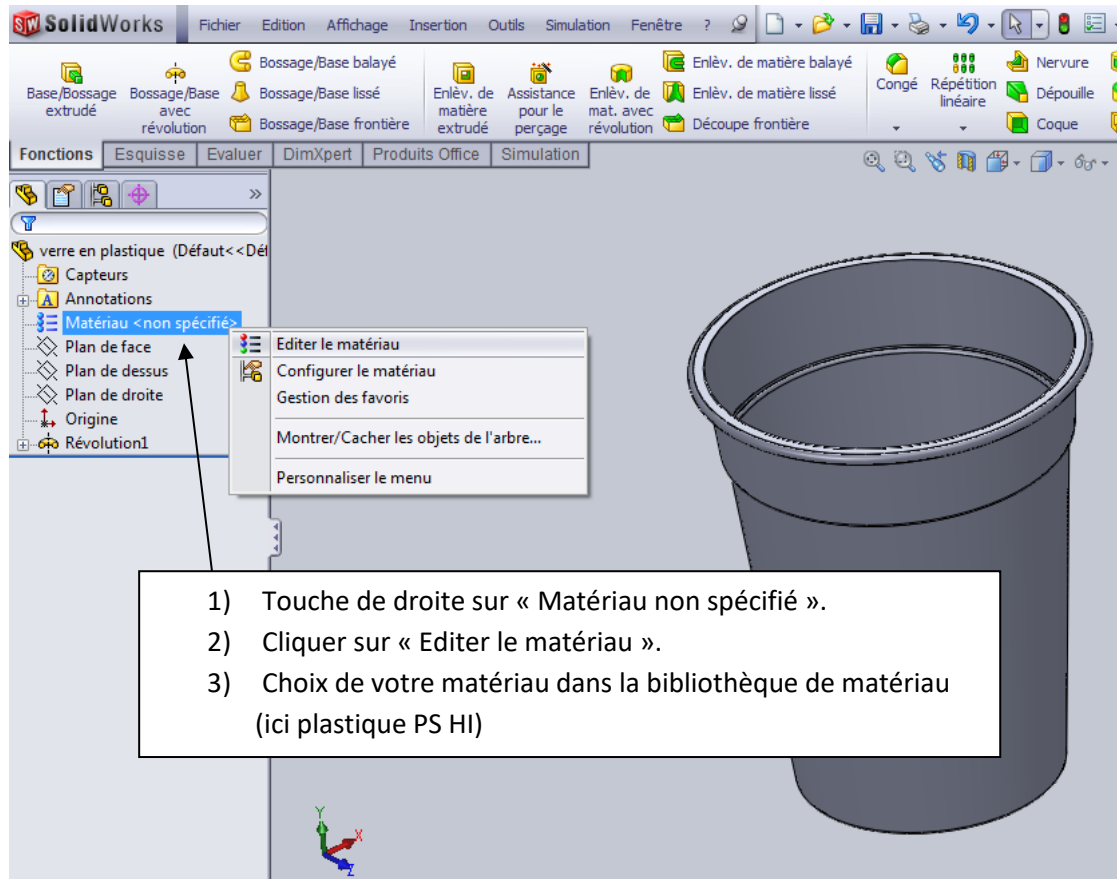 SolidWorks Fichier Edition Affichage Insertion Outils Simulation Fenêtre ?
Base/Bossage extrudé
Bossage/Base avec révolution
Bossage/Base balayé
Bossage/Base lissé
Bossage/Base frontière
Enlèv. de matière extrudé
Assistance pour le perçage
Enlèv. de mat. avec révolution
Enlèv. de matière balayé
Enlèv. de matière lissé
Découpe frontière
Congé
Répétition linéaire
Nervure
Dépouille
Coque
Fonctions Esquisse Evaluer DimXpert Produits Office Simulation
verre en plastique (Défaut<<Déf
Capteurs
Annotations
Matériau <non spécifié>
Plan de face
Plan de dessus
Plan de droite
Origine
Révolution1
Editer le matériau
Configurer le matériau
Gestion des favoris
Montrer/Cacher les objets de l'arbre...
Personnaliser le menu
1) Touche de droite sur « Matériau non spécifié ».
2) Cliquer sur « Editer le matériau ».
3) Choix de votre matériau dans la bibliothèque de matériau
(ici plastique PS HI)
Y
X
Z